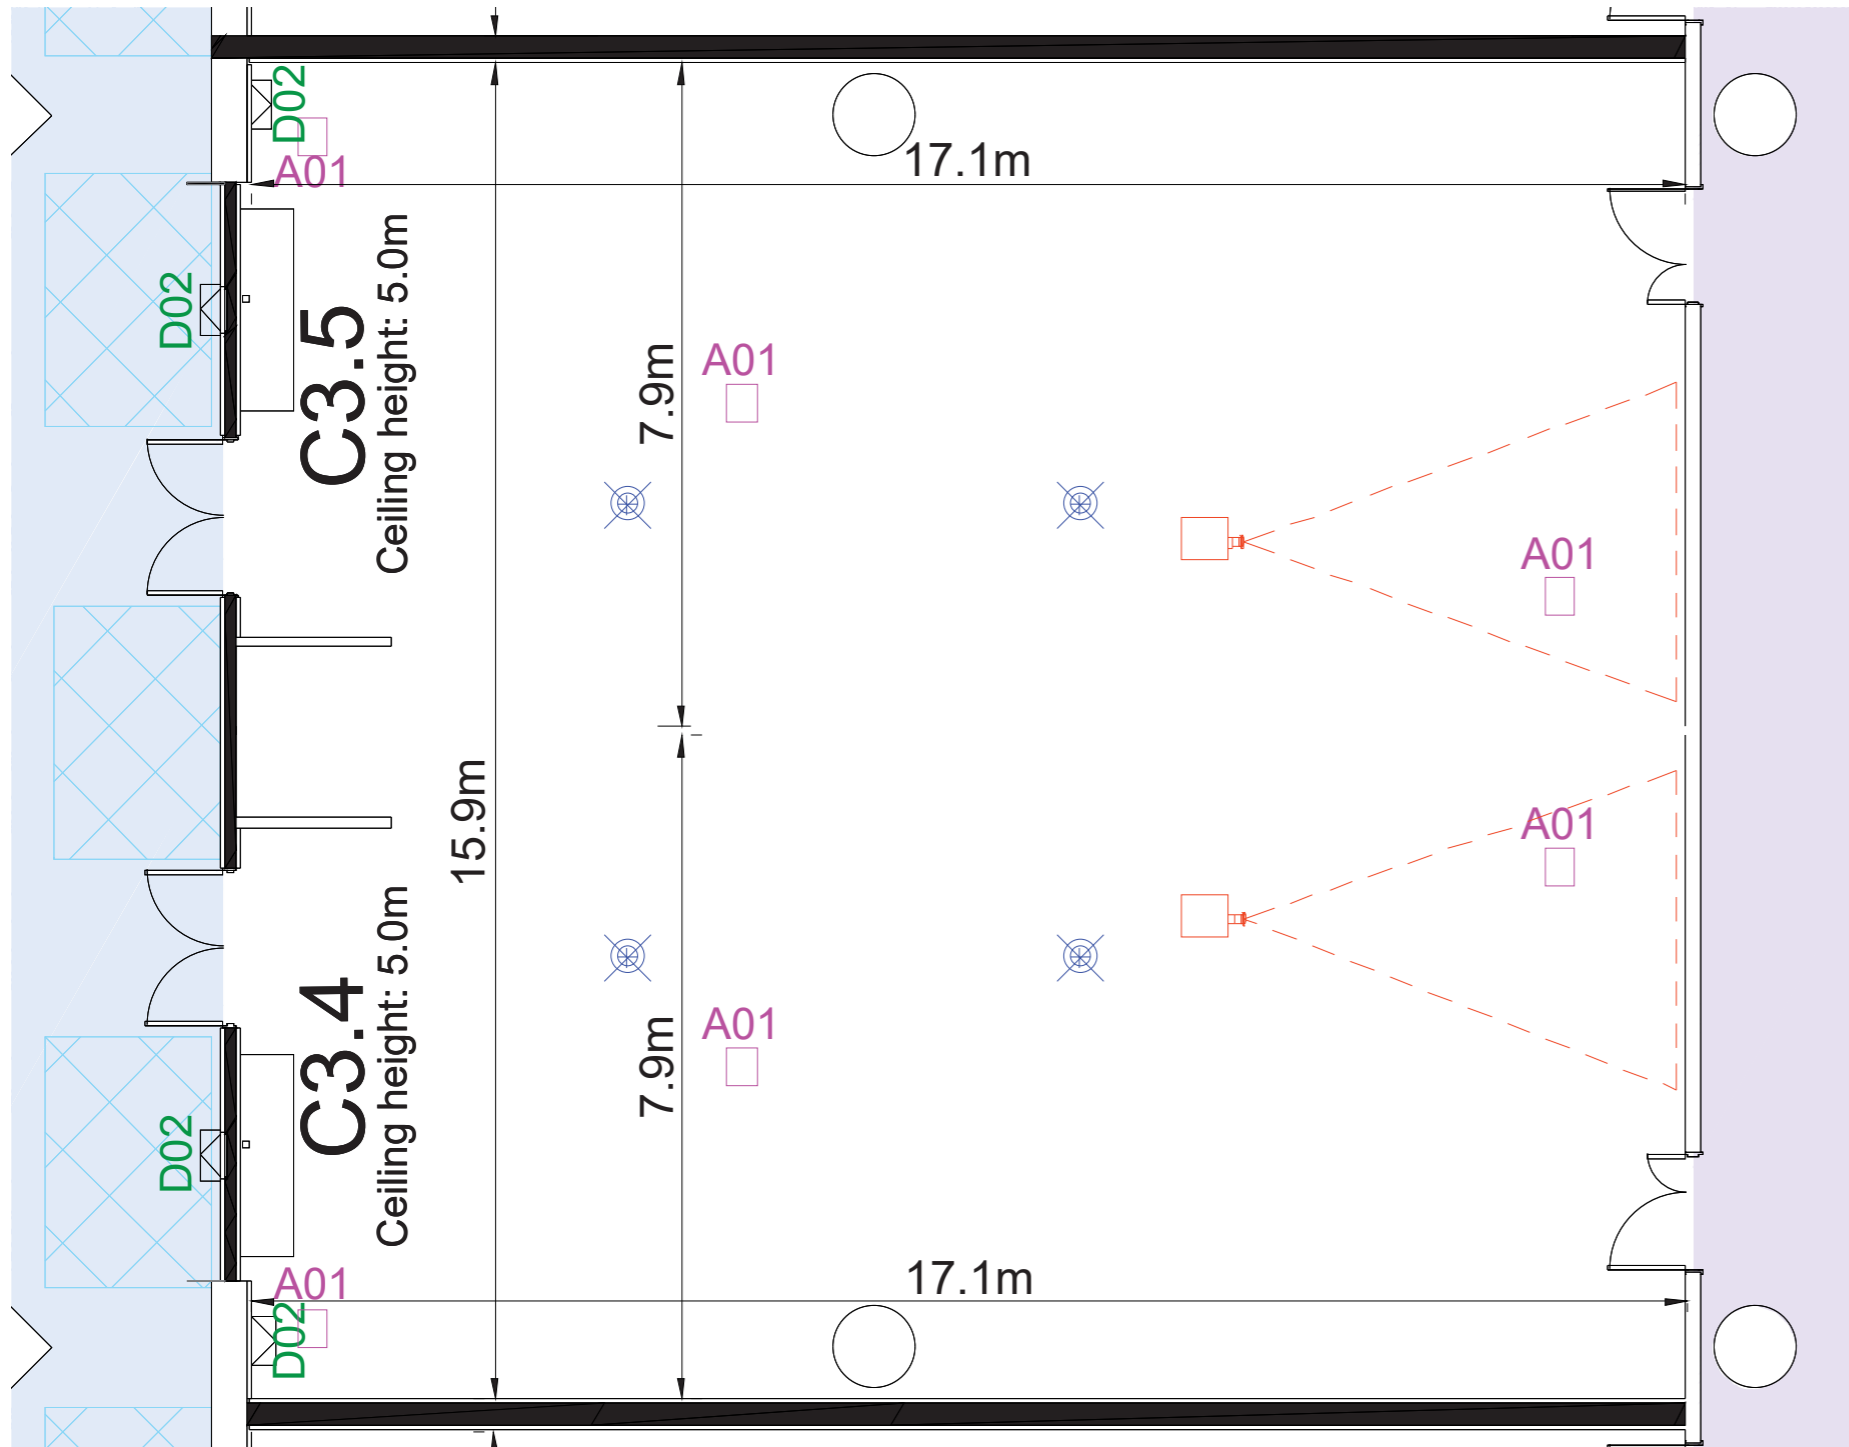 D02
A01
17.1m
D02
C3.5
Ceiling height: 5.0m
7.9m
A01
A01
15.9m
A01
C3.4
Ceiling height: 5.0m
7.9m
A01
D02
A01
17.1m
D02